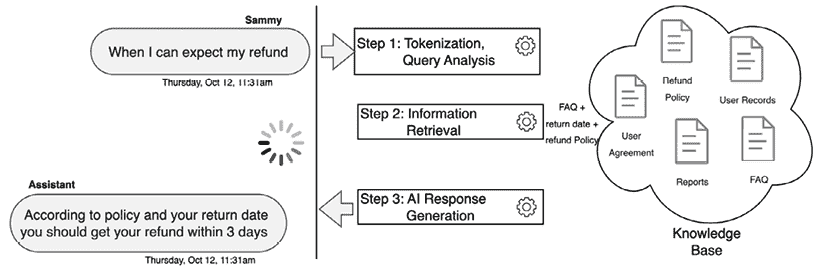 Sammy
When I can expect my refund
Thursday, Oct 12, 11:31am
Assistant
According to policy and your return date
you should get your refund within 3 days
Thursday, Oct 12, 11:31am
Step 1: Tokenization,
Query Analysis
Step 2: Information
Retrieval
Step 3: AI Response
Generation
FAQ +
return date +
refund Policy
Refund
Policy
User Records
User
Agreement
Reports
FAQ
Knowledge
Base